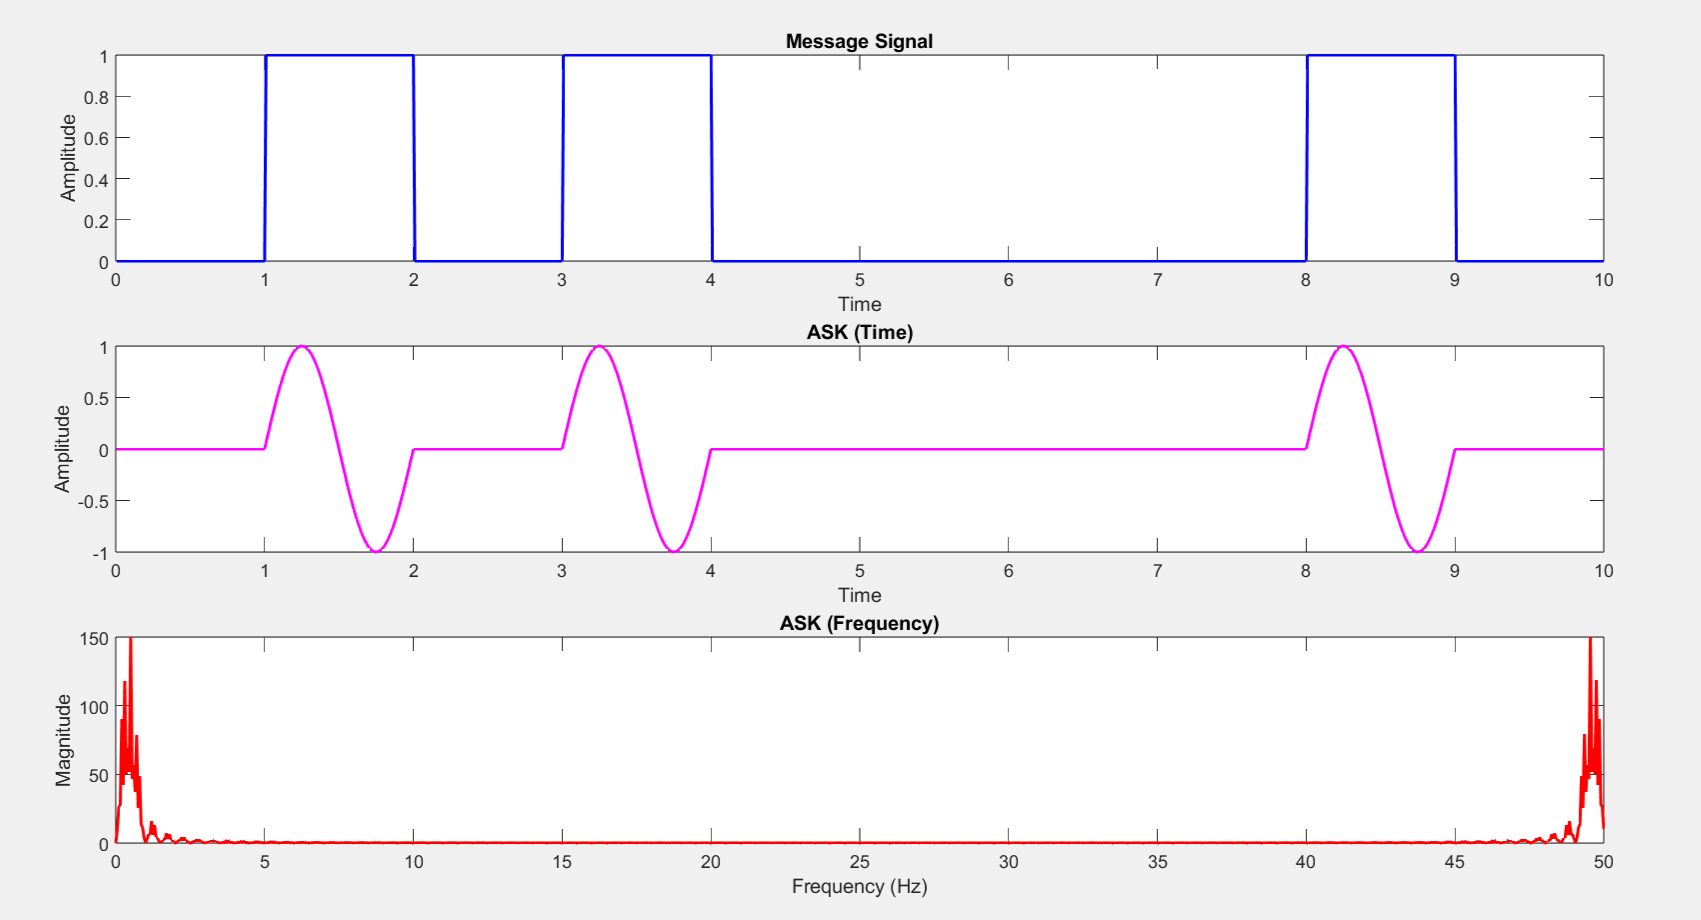 Message Signal
1
0.8
0.6
0.4
0.2
0
Amplitude
0 1 2 3 4 5 6 7 8 9 10
Time
ASK (Time)
1
0.5
0
-0.5
-1
Amplitude
0 1 2 3 4 5 6 7 8 9 10
Time
ASK (Frequency)
150
100
50
0
Magnitude
0 5 10 15 20 25 30 35 40 45 50
Frequency (Hz)